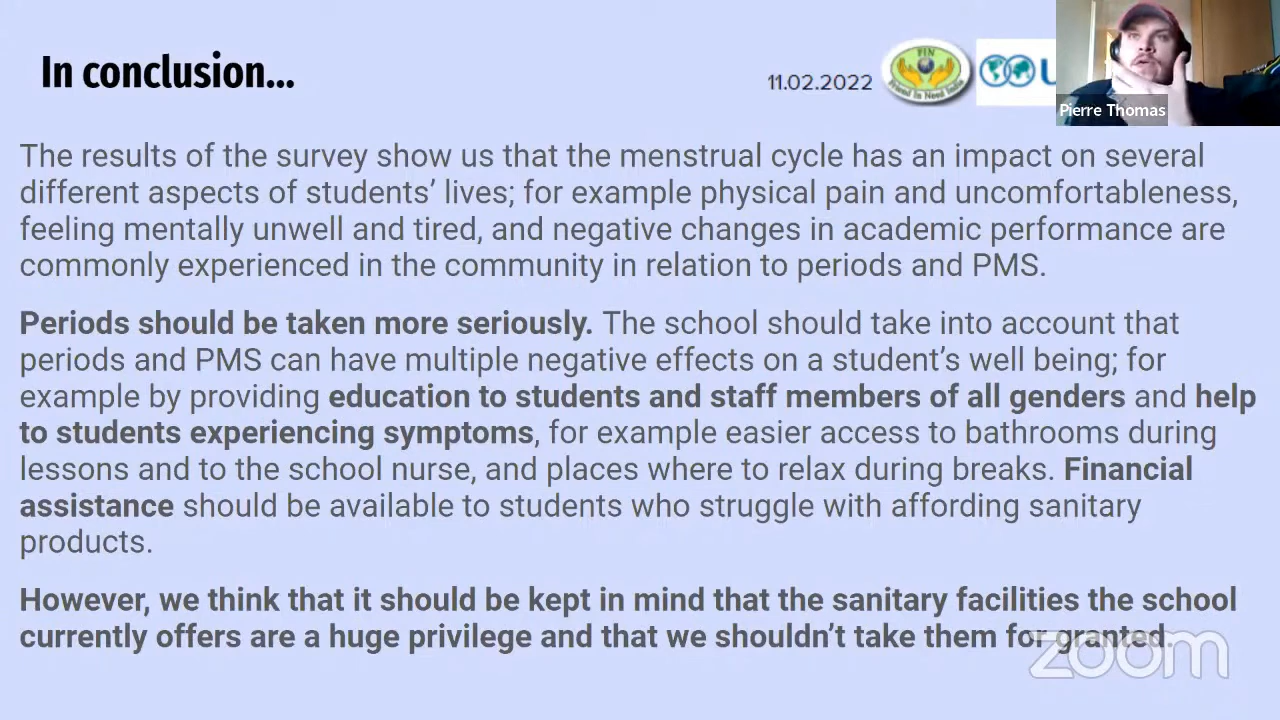 In conclusion...
11.02.2022
FIN
Friend In Need India
U
Pierre Thomas
The results of the survey show us that the menstrual cycle has an impact on several
different aspects of students’ lives; for example physical pain and uncomfortableness,
feeling mentally unwell and tired, and negative changes in academic performance are
commonly experienced in the community in relation to periods and PMS.
Periods should be taken more seriously. The school should take into account that
periods and PMS can have multiple negative effects on a student’s well being; for
example by providing education to students and staff members of all genders and help
to students experiencing symptoms, for example easier access to bathrooms during
lessons and to the school nurse, and places where to relax during breaks. Financial
assistance should be available to students who struggle with affording sanitary
products.
However, we think that it should be kept in mind that the sanitary facilities the school
currently offers are a huge privilege and that we shouldn’t take them for granted.
zoom